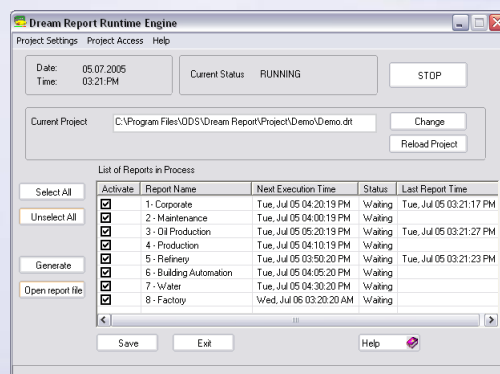 Dream Report Runtime Engine
Project Settings Project Access Help
Date: 05.07.2005
Time: 03:21:PM
Current Status RUNNING
STOP
Current Project C:\Program Files\ODS\Dream Report\Project\Demo\Demo.drt
Change
Reload Project
List of Reports in Process
Select All
Unselect All
Generate
Open report file
Activate Report Name Next Execution Time Status Last Report Time
1- Corporate Tue, Jul 05 04:20:19 PM Waiting Tue, Jul 05 03:21:17 PM
2 - Maintenance Tue, Jul 05 04:00:19 PM Waiting
3 - Oil Production Tue, Jul 05 05:20:19 PM Waiting Tue, Jul 05 03:21:27 PM
4 - Production Tue, Jul 05 04:10:19 PM Waiting
5 - Refinery Tue, Jul 05 03:50:20 PM Waiting Tue, Jul 05 03:21:23 PM
6 - Building Automation Tue, Jul 05 04:05:20 PM Waiting
7 - Water Tue, Jul 05 04:30:20 PM Waiting
8 - Factory Wed, Jul 06 03:20:20 AM Waiting
Save Exit Help